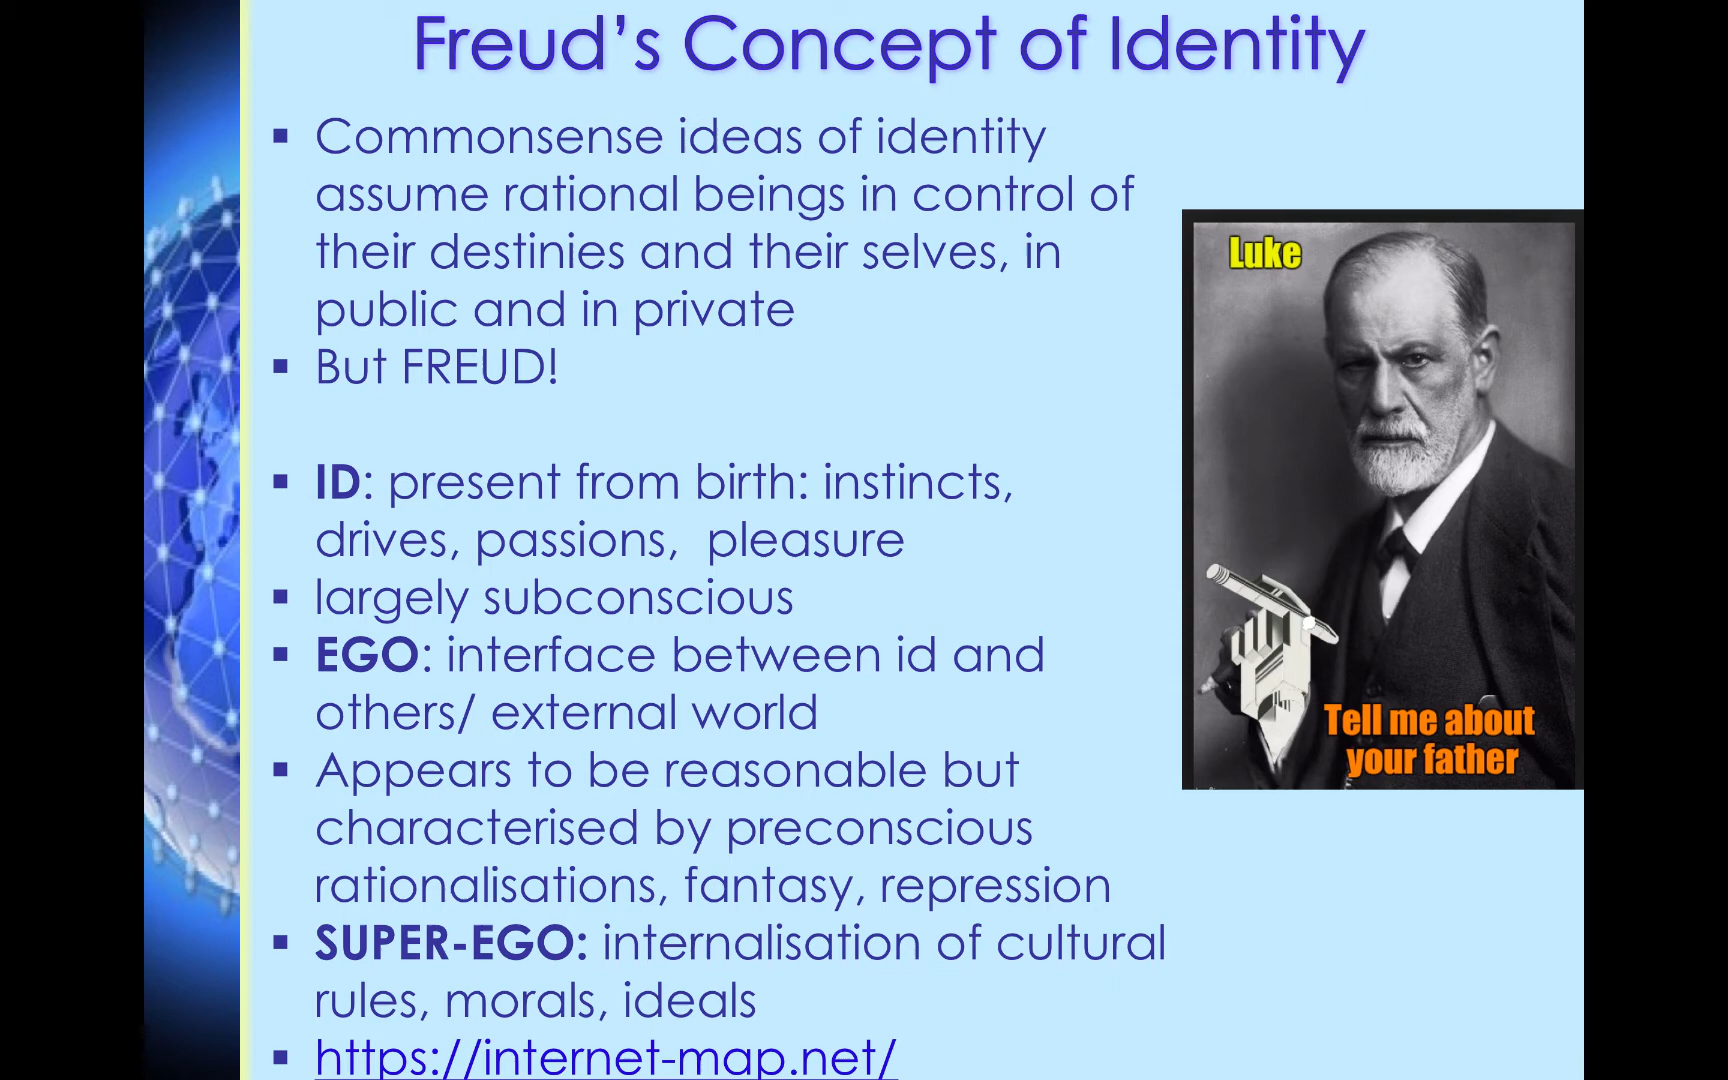 Freud’s Concept of Identity
▪ Commonsense ideas of identity
assume rational beings in control of
their destinies and their selves, in
public and in private
▪ But FREUD!
▪ ID: present from birth: instincts,
drives, passions,  pleasure
▪ largely subconscious
▪ EGO: interface between id and
others/ external world
▪ Appears to be reasonable but
characterised by preconscious
rationalisations, fantasy, repression
▪ SUPER-EGO: internalisation of cultural
rules, morals, ideals
▪ https://internet-map.net/
Luke
Tell me about
your father